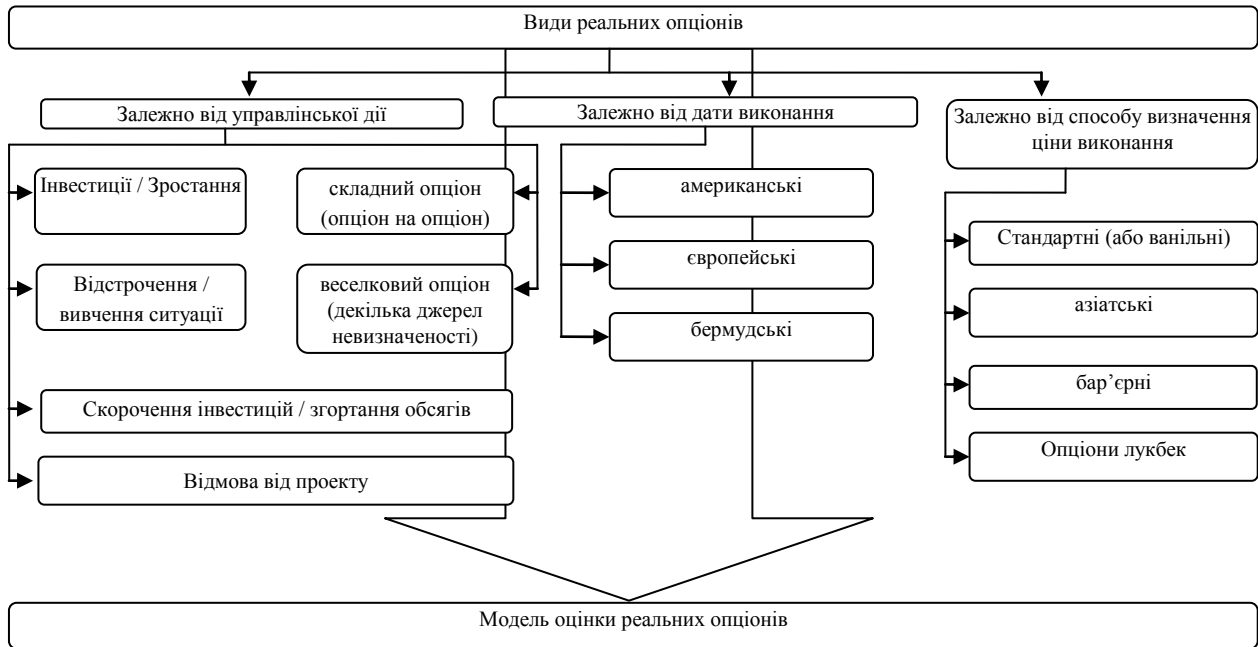 Види реальних опціонів
Залежно від управлінської дії
Інвестиції / Зростання
складний опціон
(опціон на опціон)
Відстрочення /
вивчення ситуації
веселковий опціон
(декілька джерел
невизначеності)
Скорочення інвестицій / згортання обсягів
Відмова від проекту
Залежно від дати виконання
американські
європейські
бермудські
Залежно від способу визначення
ціни виконання
Стандартні (або ванільні)
азіатські
бар’єрні
Опціони лукбек
Модель оцінки реальних опціонів